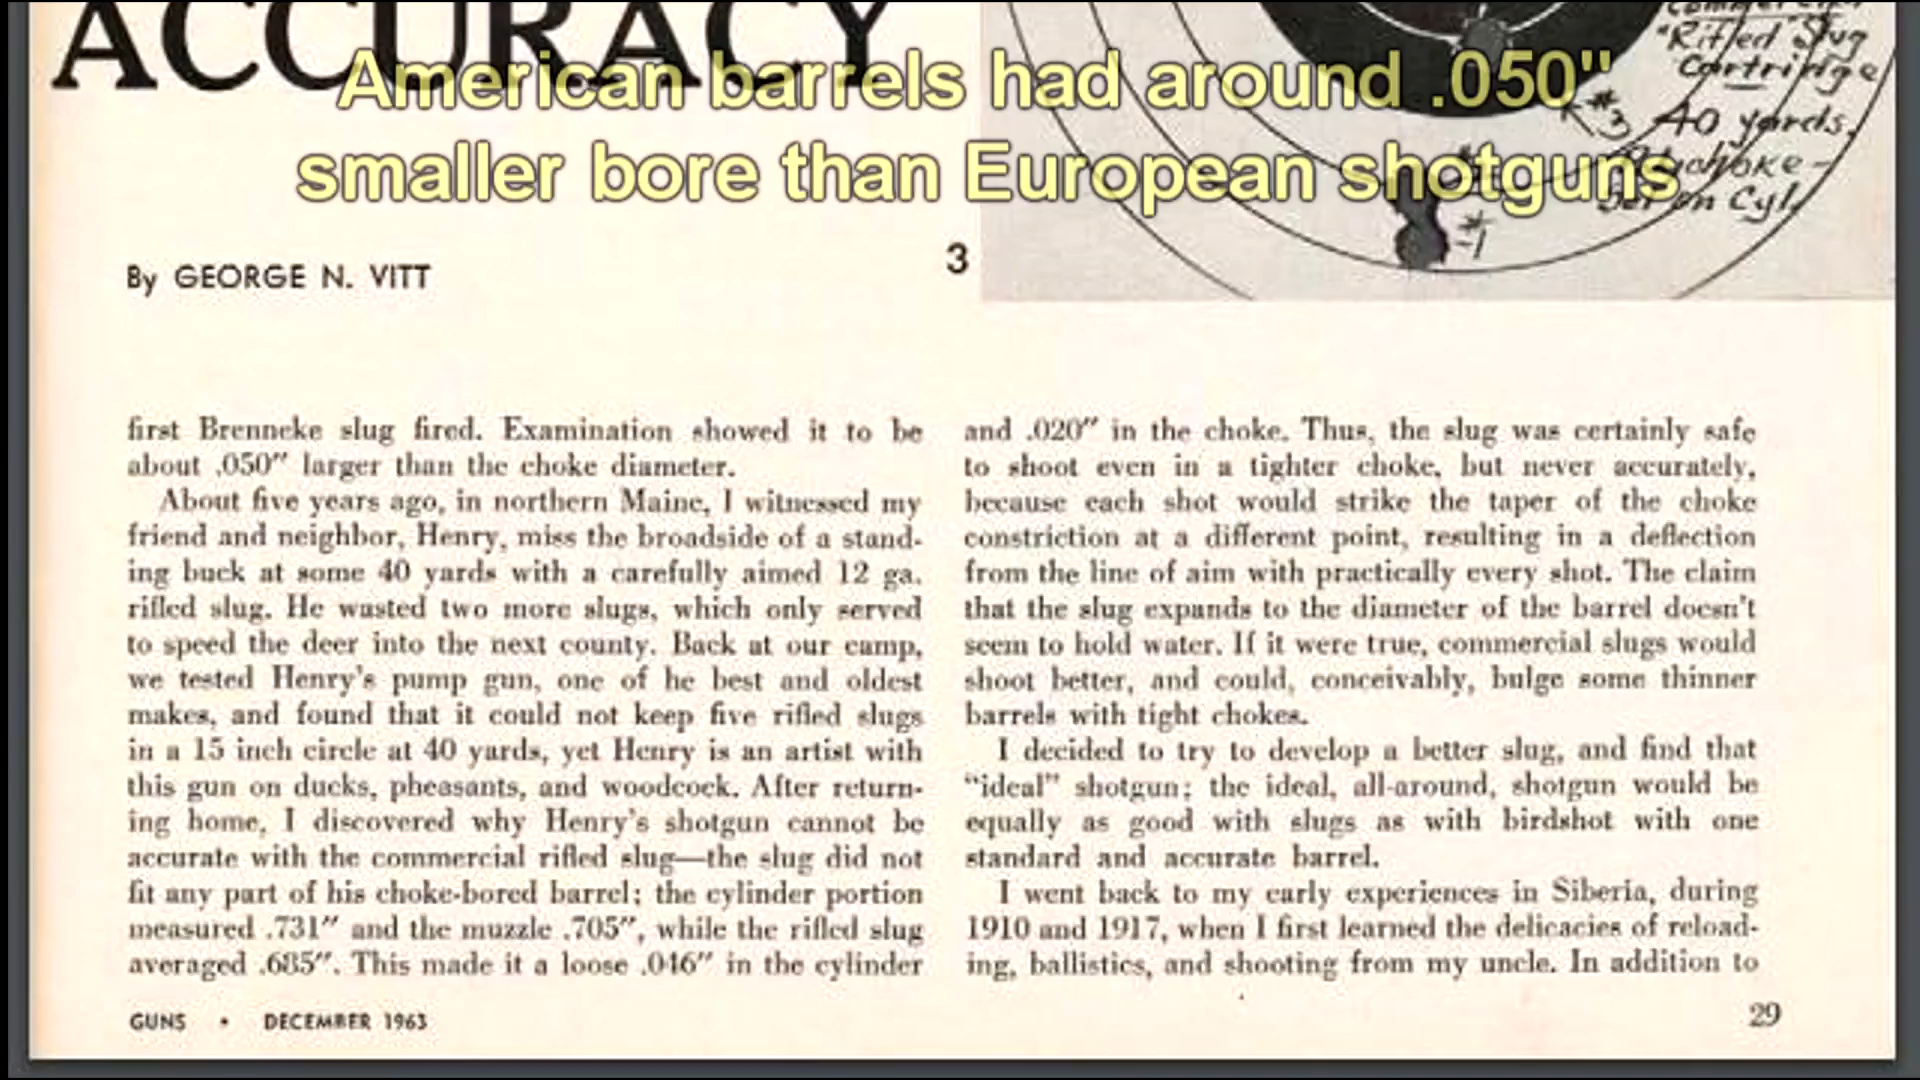 ACCURACY
American barrels had around .050"
smaller bore than European shotguns
"Rifled" Slug
Cartridge
#3 40 yards,
#1
3
By GEORGE N. VITT
first Brenneke slug fired. Examination showed it to be
about .050" larger than the choke diameter.
About five years ago, in northern Maine, I witnessed my
friend and neighbor, Henry, miss the broadside of a stand-
ing buck at some 40 yards with a carefully aimed 12 ga.
rifled slug. He wasted two more slugs, which only served
to speed the deer into the next county. Back at our camp,
we tested Henry's pump gun, one of he best and oldest
makes, and found that it could not keep five rifled slugs
in a 15 inch circle at 40 yards, yet Henry is an artist with
this gun on ducks, pheasants, and woodcock. After return-
ing home, I discovered why Henry's shotgun cannot be
accurate with the commercial rifled slug—the slug did not
fit any part of his choke-bored barrel; the cylinder portion
measured .731" and the muzzle .705", while the rifled slug
averaged .685". This made it a loose .046" in the cylinder
and .020" in the choke. Thus, the slug was certainly safe
to shoot even in a tighter choke, but never accurately,
because each shot would strike the taper of the choke
constriction at a different point, resulting in a deflection
from the line of aim with practically every shot. The claim
that the slug expands to the diameter of the barrel doesn't
seem to hold water. If it were true, commercial slugs would
shoot better, and could, conceivably, bulge some thinner
barrels with tight chokes.
I decided to try to develop a better slug, and find that
"ideal" shotgun; the ideal, all-around, shotgun would be
equally as good with slugs as with birdshot with one
standard and accurate barrel.
I went back to my early experiences in Siberia, during
1910 and 1917, when I first learned the delicacies of reload-
ing, ballistics, and shooting from my uncle. In addition to
GUNS • DECEMBER 1963
29